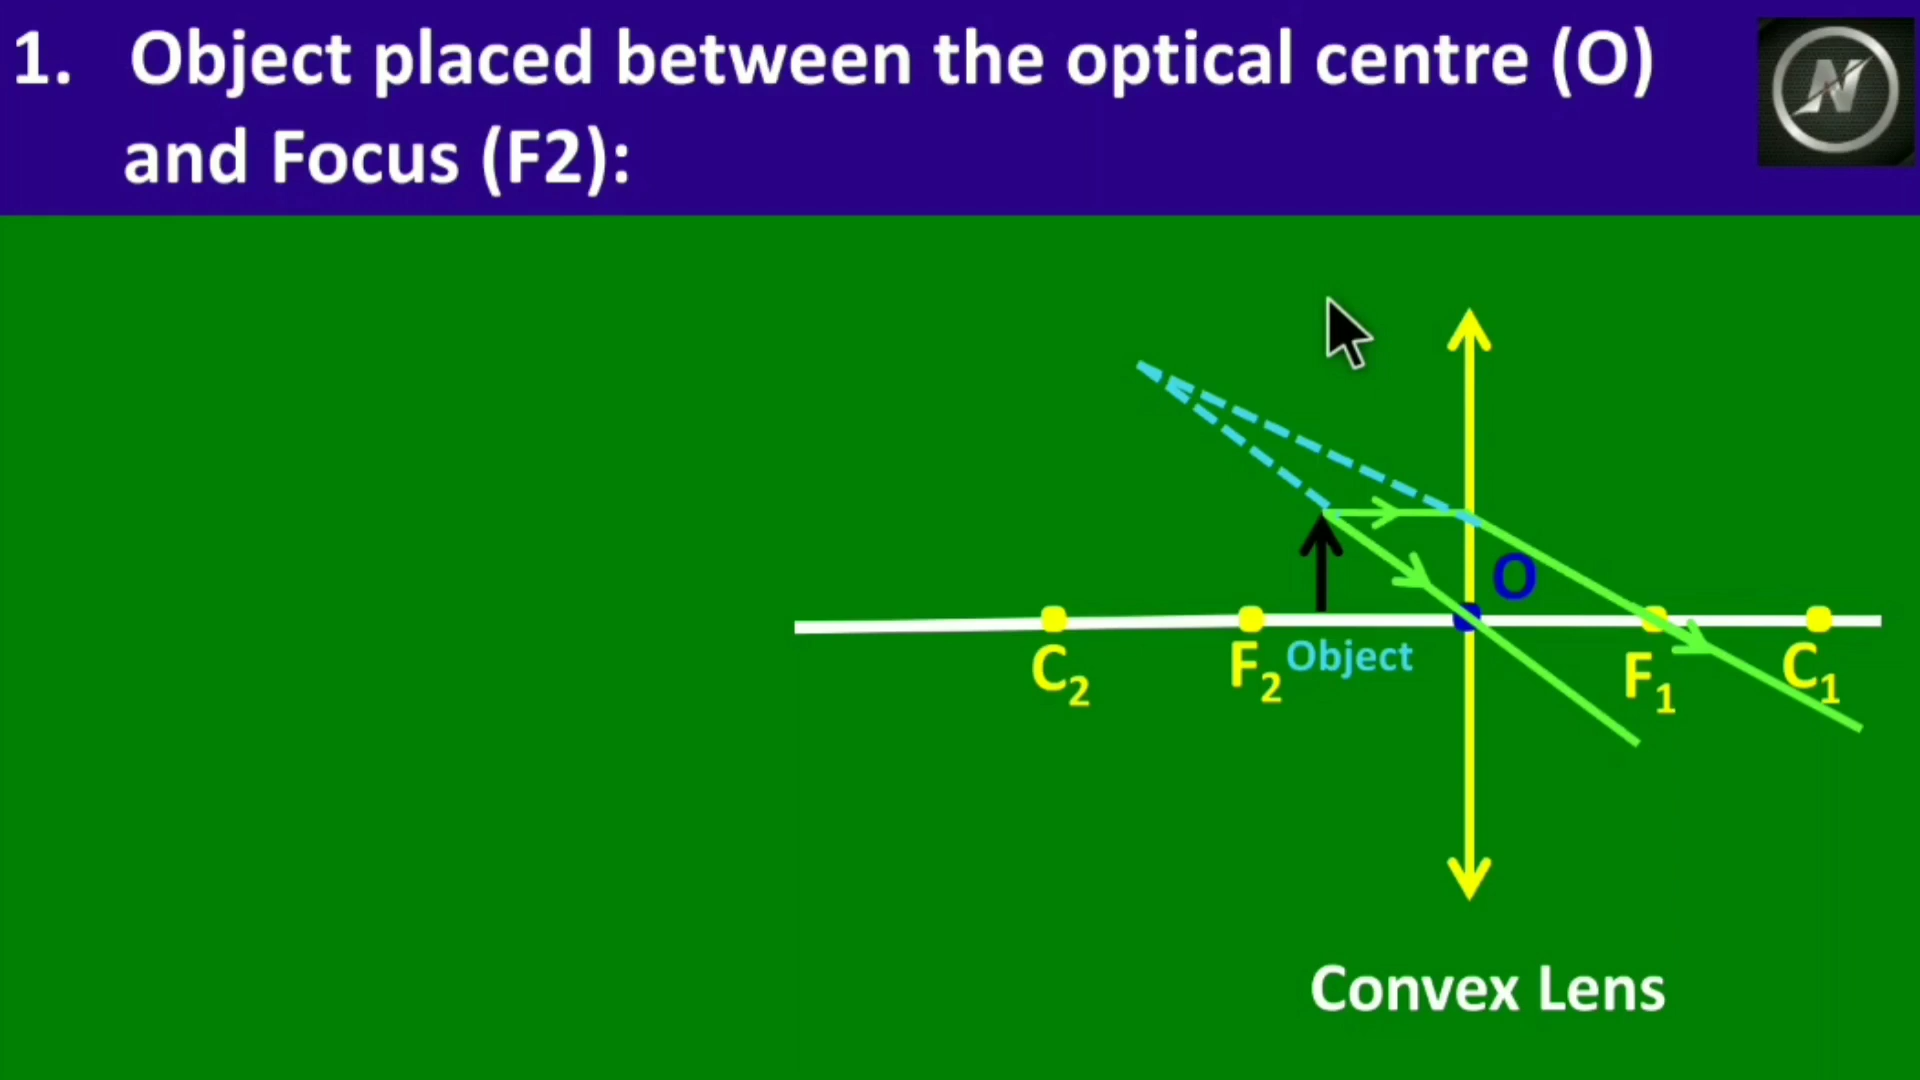 1. Object placed between the optical centre (O)
and Focus (F2):
N
O
C₂
F₂
Object
F₁
C₁
Convex Lens